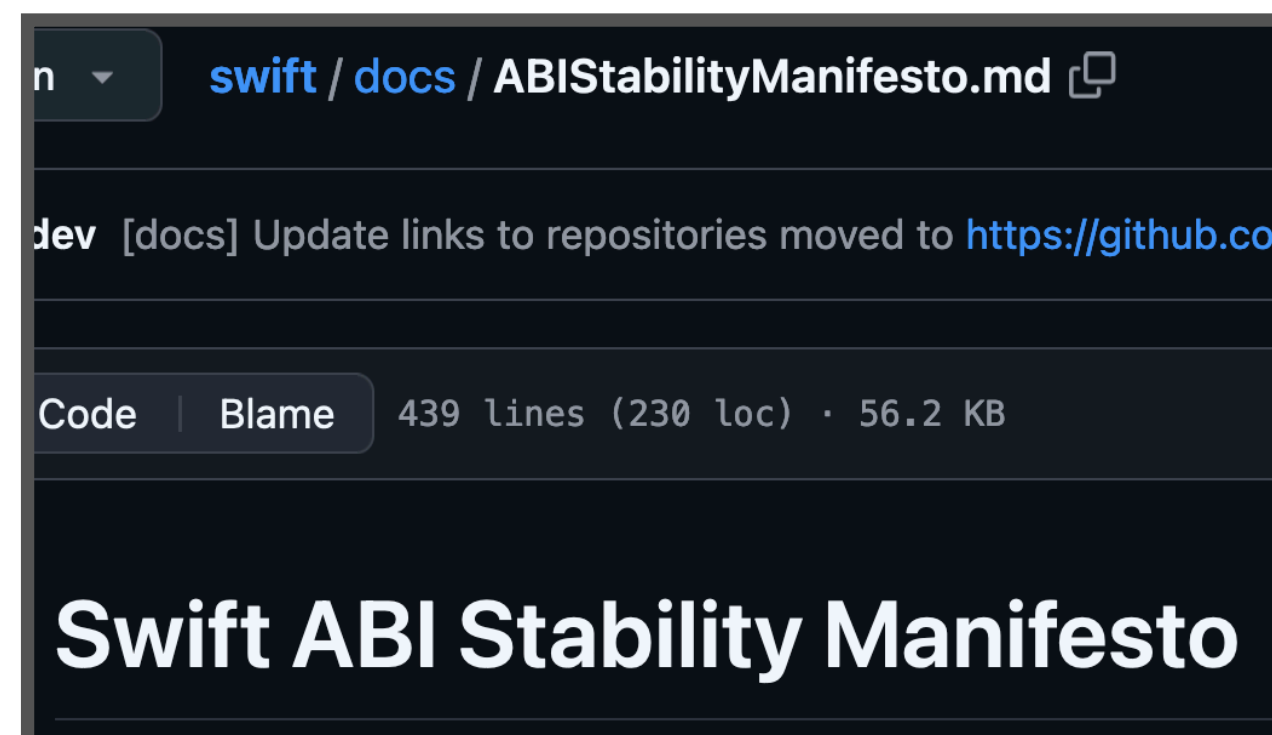 n swift / docs / ABIStabilityManifesto.md
dev [docs] Update links to repositories moved to https://github.co
Code Blame 439 lines (230 loc) · 56.2 KB
Swift ABI Stability Manifesto